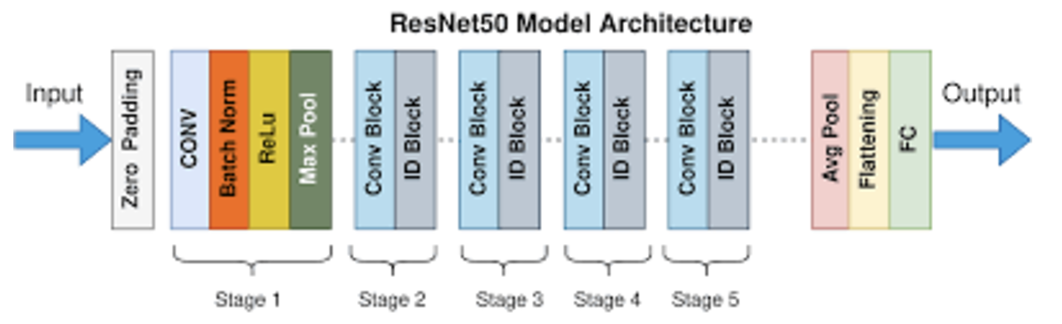 ResNet50 Model Architecture
Input
Zero Padding
CONV
Batch Norm
ReLu
Max Pool
Conv Block
ID Block
Conv Block
ID Block
Conv Block
ID Block
Conv Block
ID Block
Avg Pool
Flattening
FC
Output
Stage 1
Stage 2
Stage 3
Stage 4
Stage 5